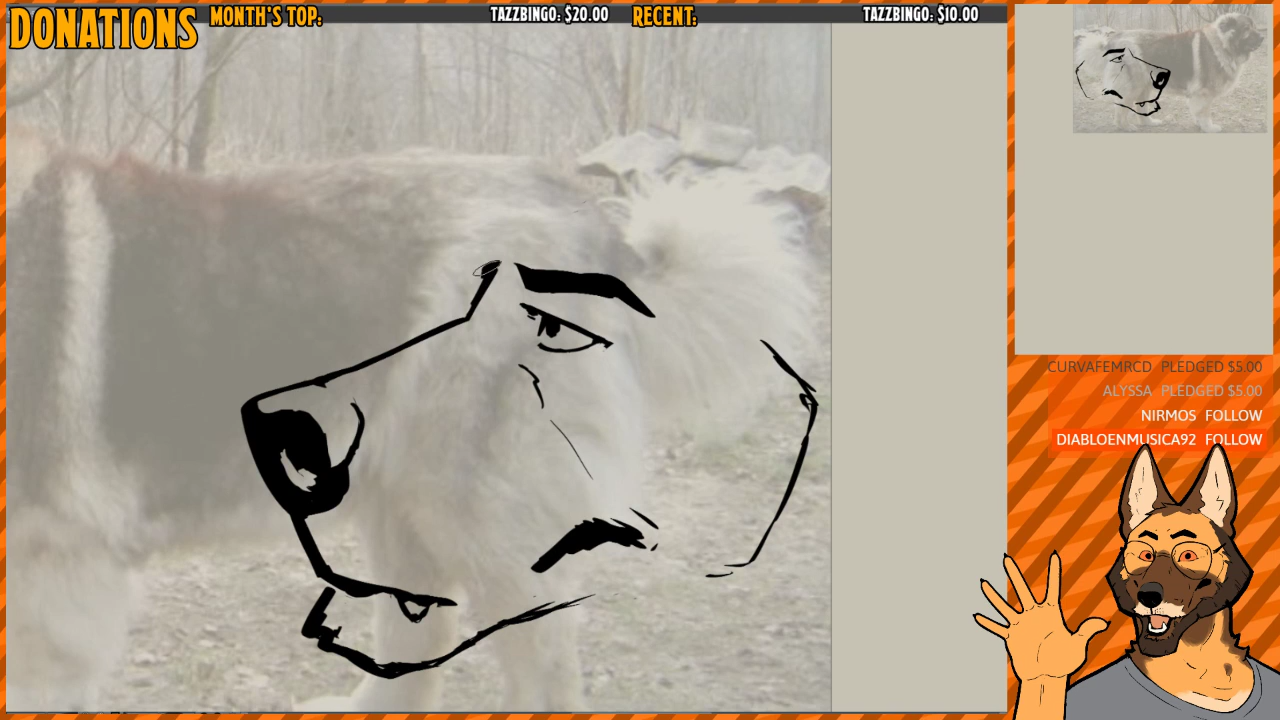 DONATIONS
MONTH'S TOP: TAZZBINGO: $20.00 RECENT: TAZZBINGO: $10.00
CURVAFEMRCD PLEDGED $5.00
ALYSSA PLEDGED $5.00
NIRMOS FOLLOW
DIABLOENMUSICA92 FOLLOW